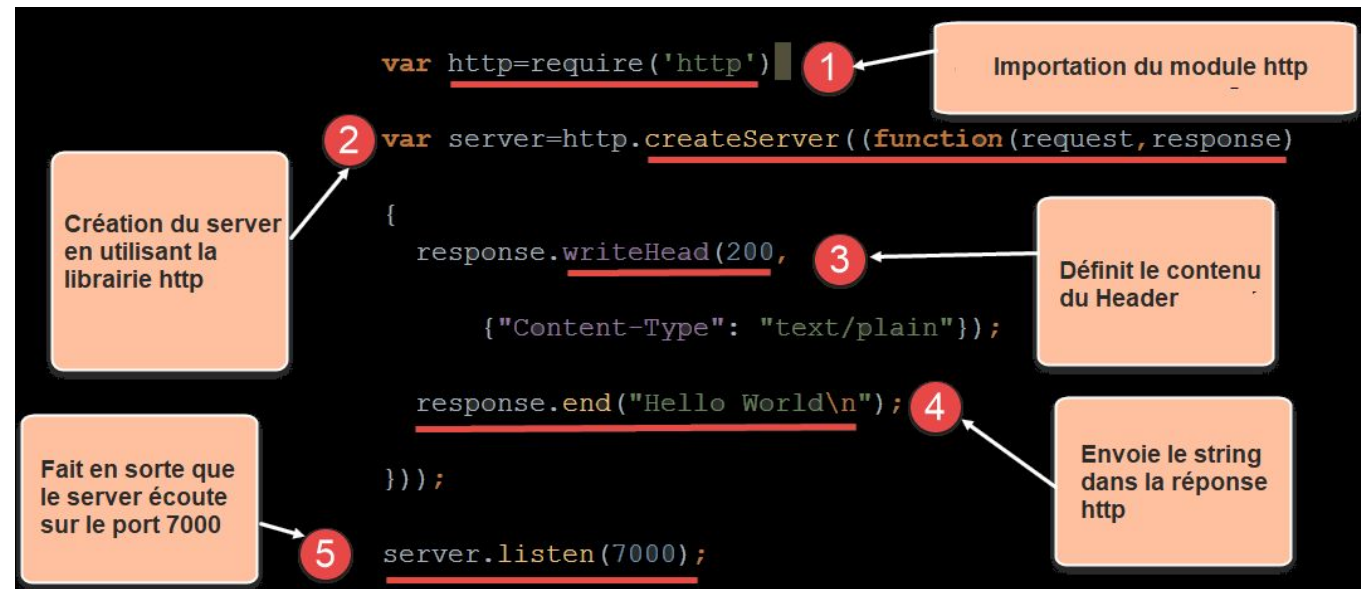 var http=require('http')
1
Importation du module http
2
var server=http.createServer((function(request,response)
Création du server
en utilisant la
librairie http
{
response.writeHead(200,
3
Définit le contenu
du Header
{"Content-Type": "text/plain"});
response.end("Hello World\n");
4
Envoie le string
dans la réponse
http
}));
Fait en sorte que
le server écoute
sur le port 7000
5
server.listen(7000);